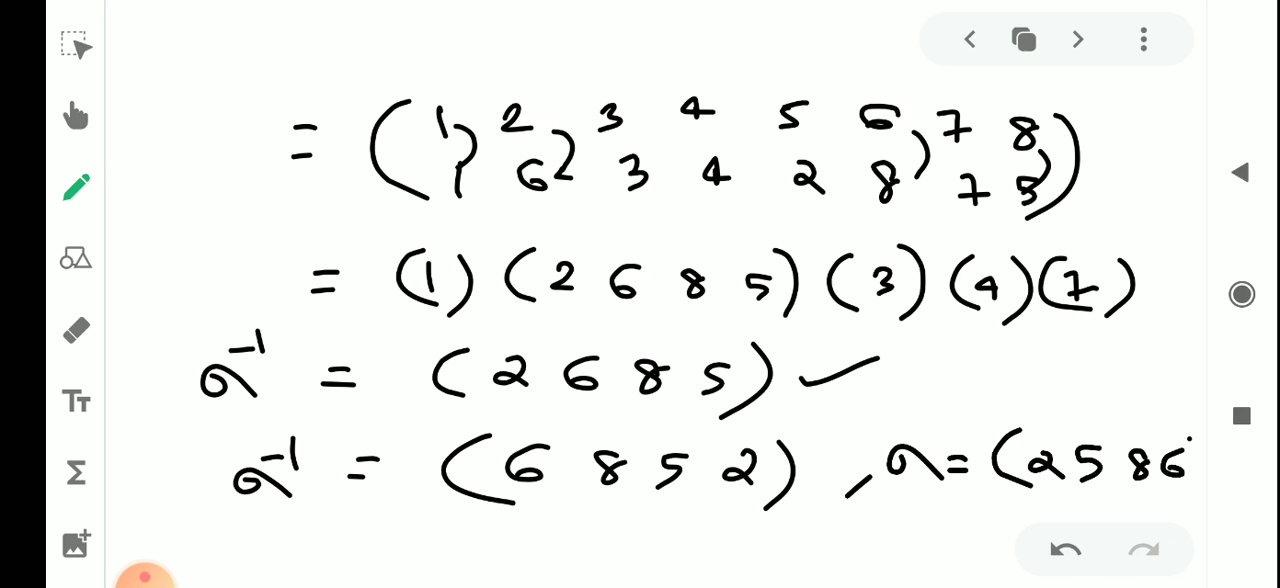 = ( 1 2 3 4 5 6 7 8
1 6 3 4 2 8 7 5 )
= (1) (2 6 8 5) (3) (4) (7)
σ⁻¹ = (2 6 8 5) ✓
σ⁻¹ = (6 8 5 2) , σ = (2 5 8 6